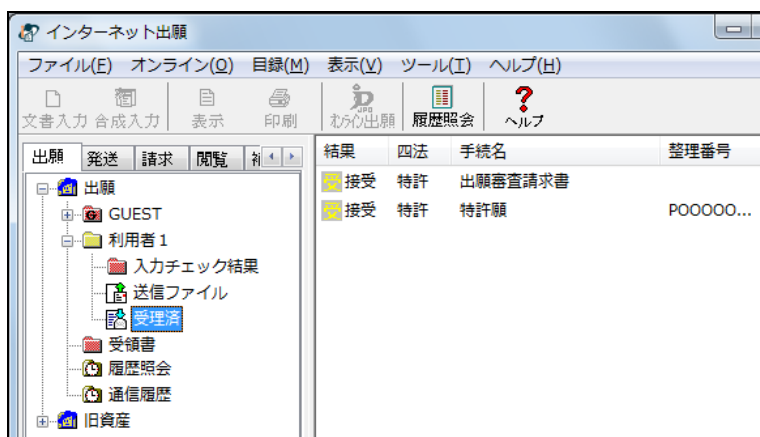 インターネット出願
ファイル(F) オンライン(O) 目録(M) 表示(V) ツール(T) ヘルプ(H)
文書入力 合成入力 表示 印刷 オンライン出願 履歴照会 ヘルプ
出願 発送 請求 閲覧
結果 四法 手続名 整理番号
受 接受 特許 出願審査請求書
受 接受 特許 特許願 P00000...
出願
GUEST
利用者1
入力チェック結果
送信ファイル
受理済
受領書
履歴照会
通信履歴
旧資産